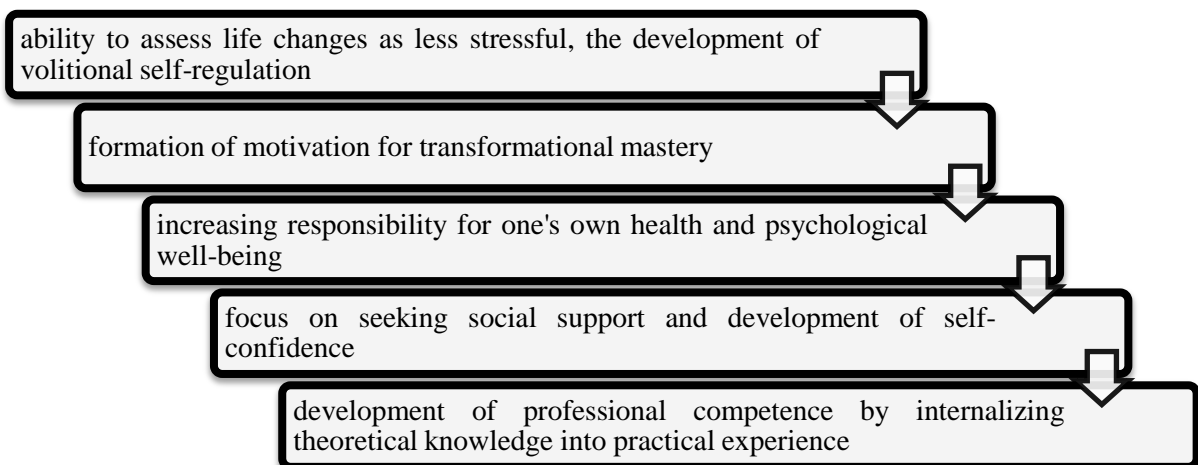 ability to assess life changes as less stressful, the development of
volitional self-regulation
formation of motivation for transformational mastery
increasing responsibility for one's own health and psychological
well-being
focus on seeking social support and development of self-
confidence
development of professional competence by internalizing
theoretical knowledge into practical experience